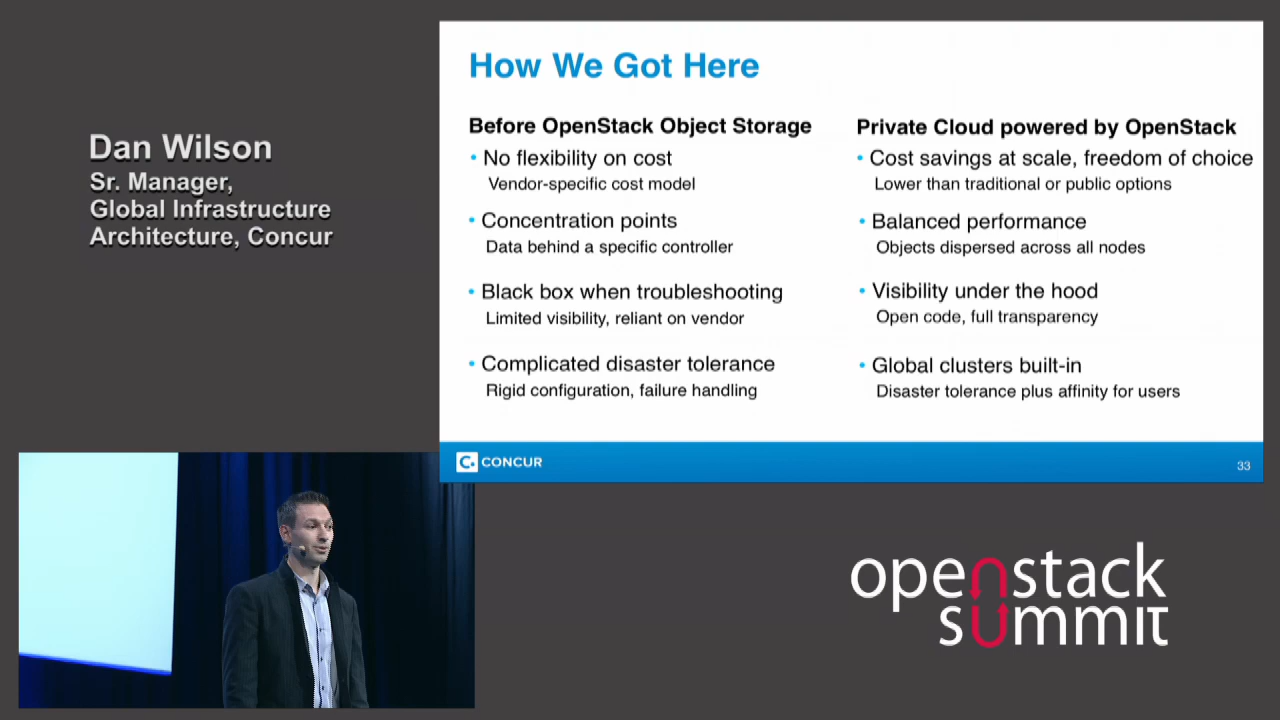 Dan Wilson
Sr. Manager,
Global Infrastructure
Architecture, Concur
How We Got Here
Before OpenStack Object Storage
• No flexibility on cost
Vendor-specific cost model
• Concentration points
Data behind a specific controller
• Black box when troubleshooting
Limited visibility, reliant on vendor
• Complicated disaster tolerance
Rigid configuration, failure handling
Private Cloud powered by OpenStack
• Cost savings at scale, freedom of choice
Lower than traditional or public options
• Balanced performance
Objects dispersed across all nodes
• Visibility under the hood
Open code, full transparency
• Global clusters built-in
Disaster tolerance plus affinity for users
C. CONCUR
33
openstack
summit